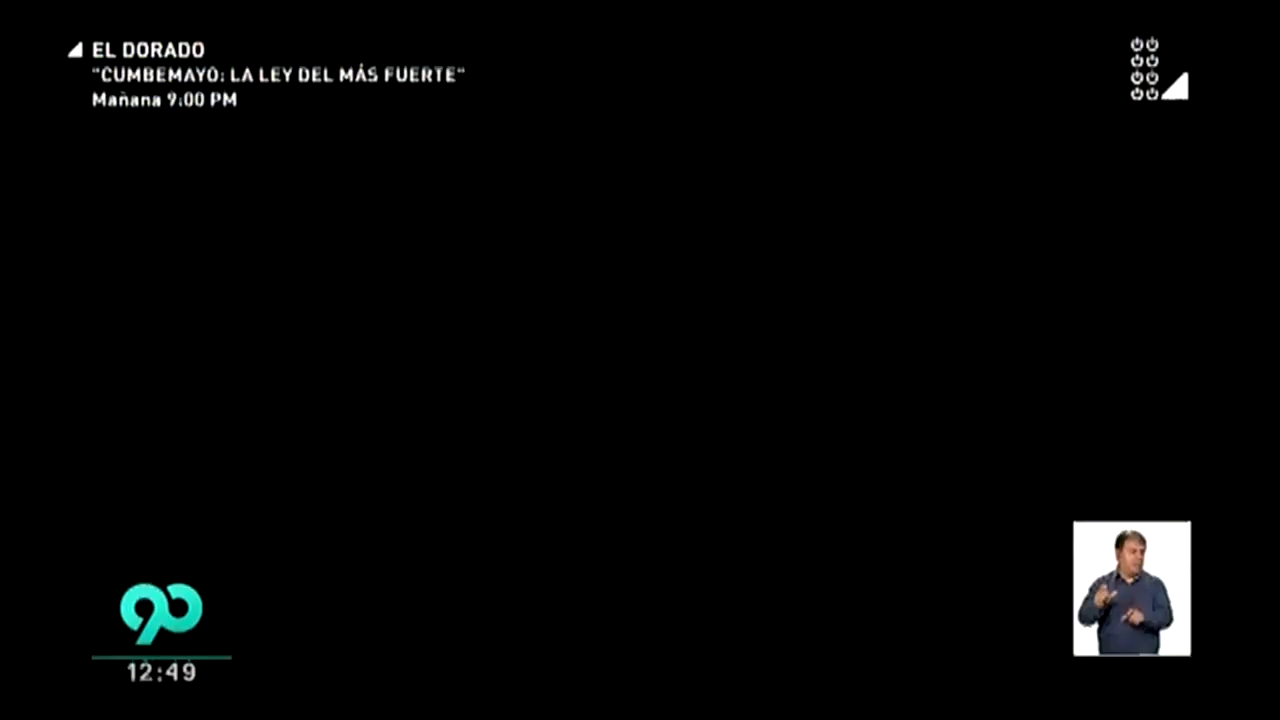 EL DORADO
"CUMBEMAYO: LA LEY DEL MÁS FUERTE"
Mañana 9:00 PM
90
12:49